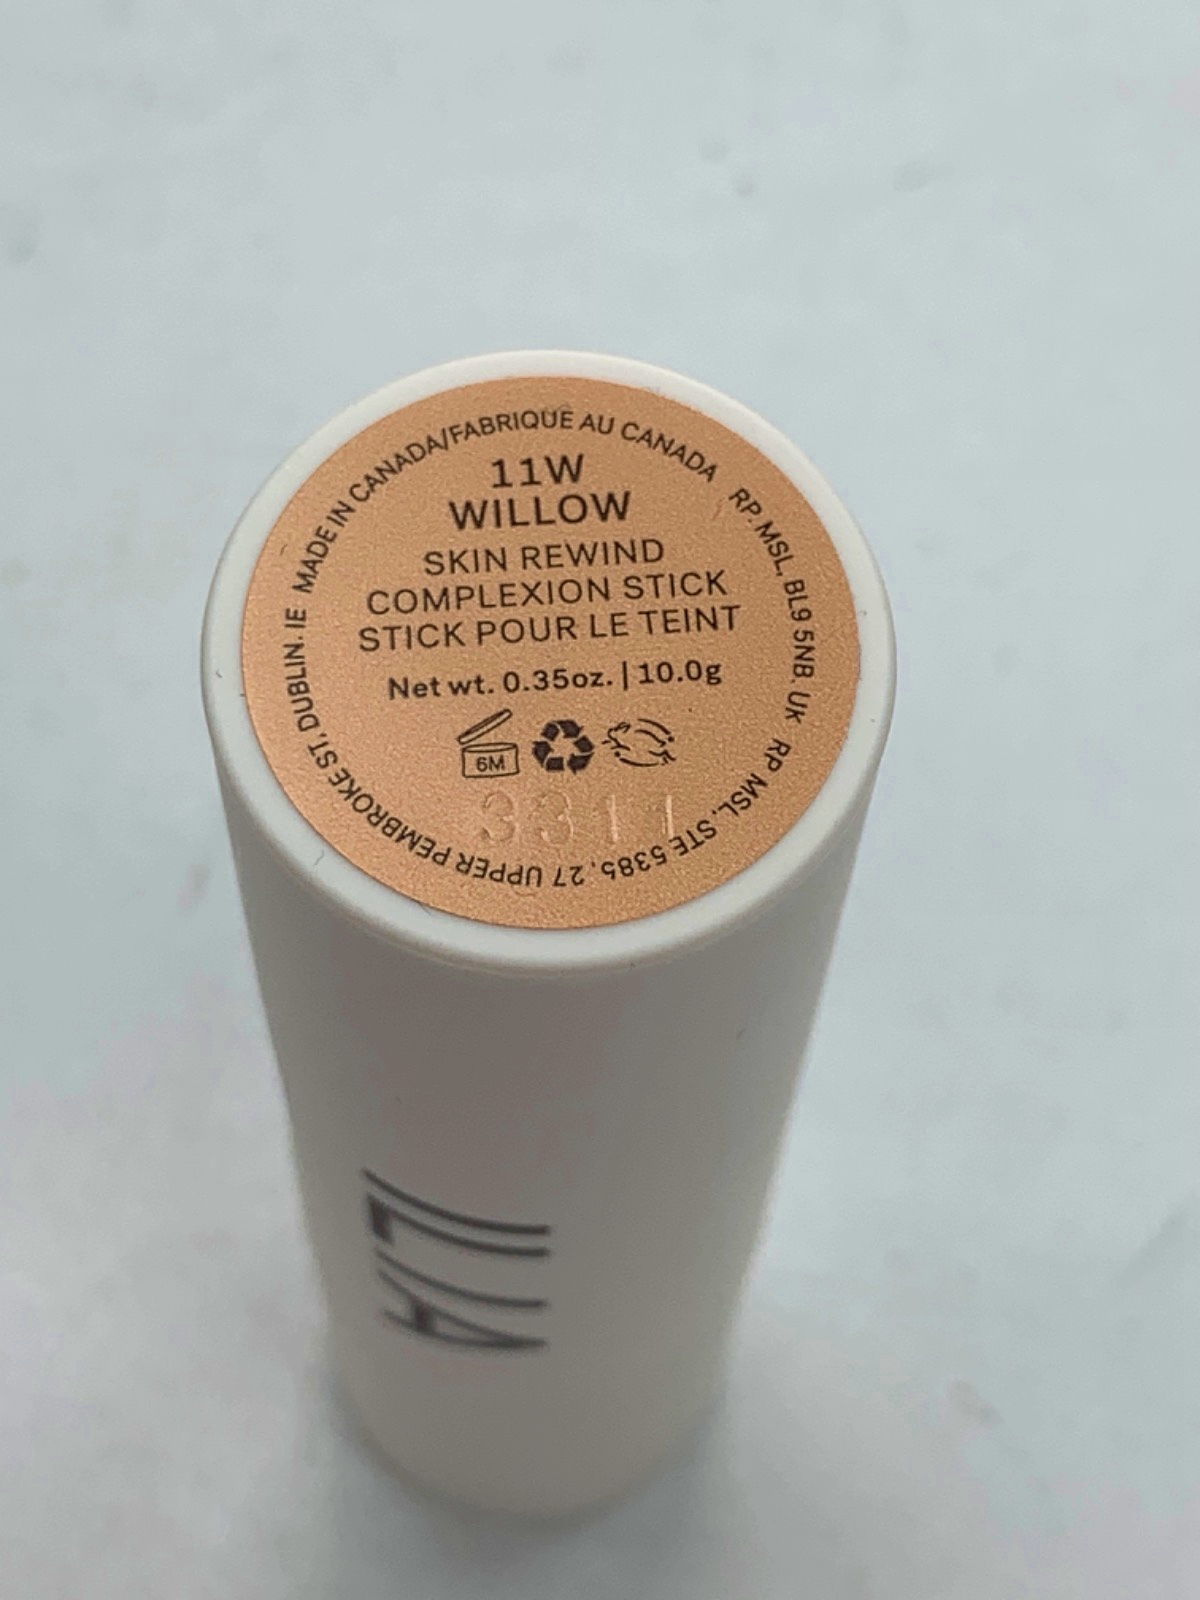 MADE IN CANADA/FABRIQUÉ AU CANADA
RP. MSL, BL9 5NB. UK
RP MSL, STE 5385, 27 UPPER PEMBROKE ST, DUBLIN. IE
11W
WILLOW
SKIN REWIND
COMPLEXION STICK
STICK POUR LE TEINT
Net wt. 0.35oz. | 10.0g
6M
3311
ILIA